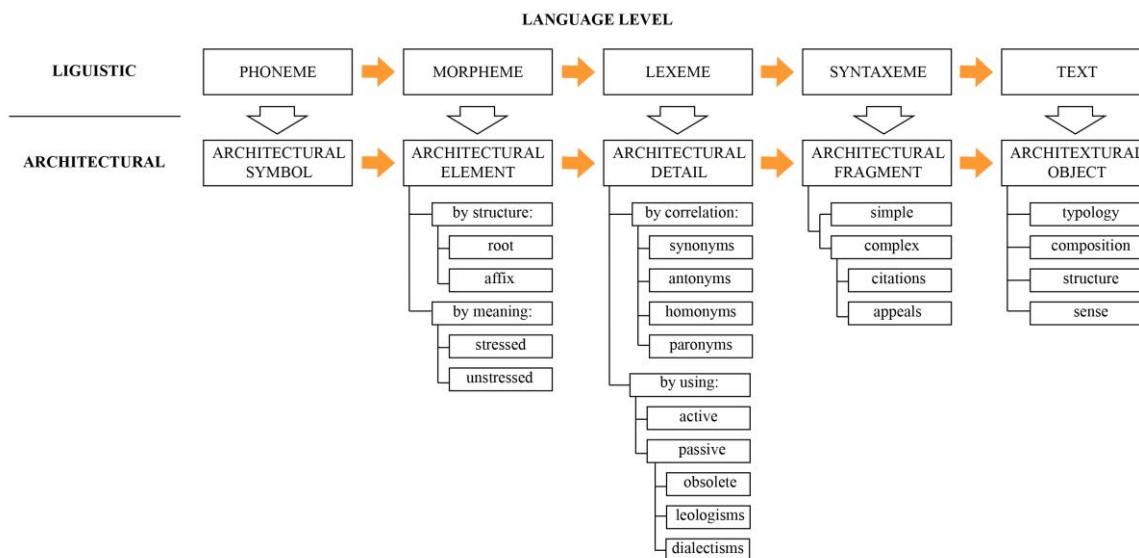 LANGUAGE LEVEL
LIGUISTIC
PHONEME
MORPHEME
LEXEME
SYNTAXEME
TEXT
ARCHITECTURAL
ARCHITECTURAL
SYMBOL
ARCHITECTURAL
ELEMENT
ARCHITECTURAL
DETAIL
ARCHITECTURAL
FRAGMENT
ARCHITEXTURAL
OBJECT
by structure:
root
affix
by meaning:
stressed
unstressed
by correlation:
synonyms
antonyms
homonyms
paronyms
by using:
active
passive
obsolete
leologisms
dialectisms
simple
complex
citations
appeals
typology
composition
structure
sense